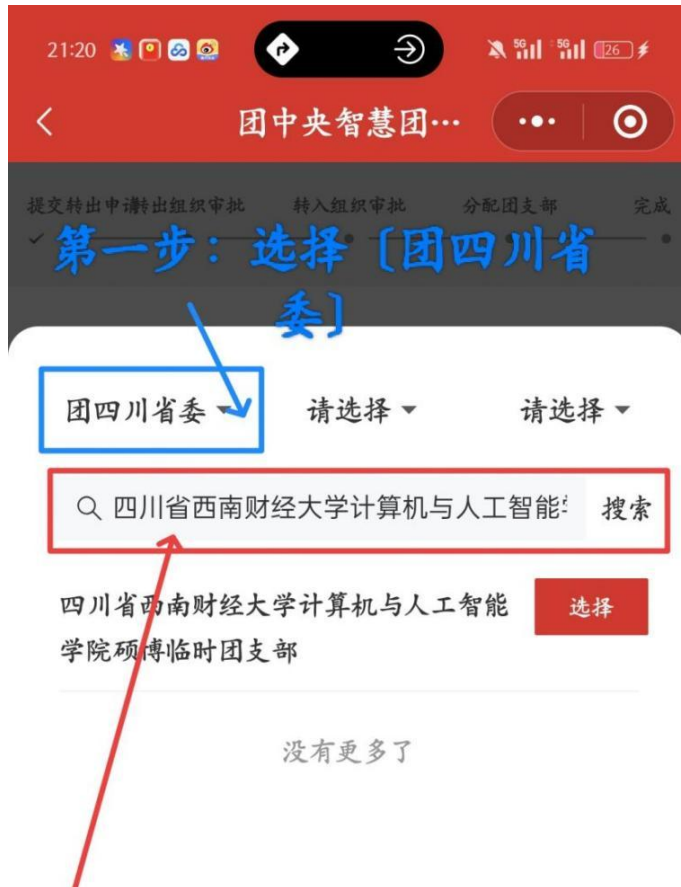 21:20 5G 5G 26
团中央智慧团…
提交转出申请 转出组织审批 转入组织审批 分配团支部 完成
第一步：选择〔团四川省
委〕
团四川省委 请选择 请选择
四川省西南财经大学计算机与人工智能 搜索
四川省西南财经大学计算机与人工智能 选择
学院硕博临时团支部
没有更多了